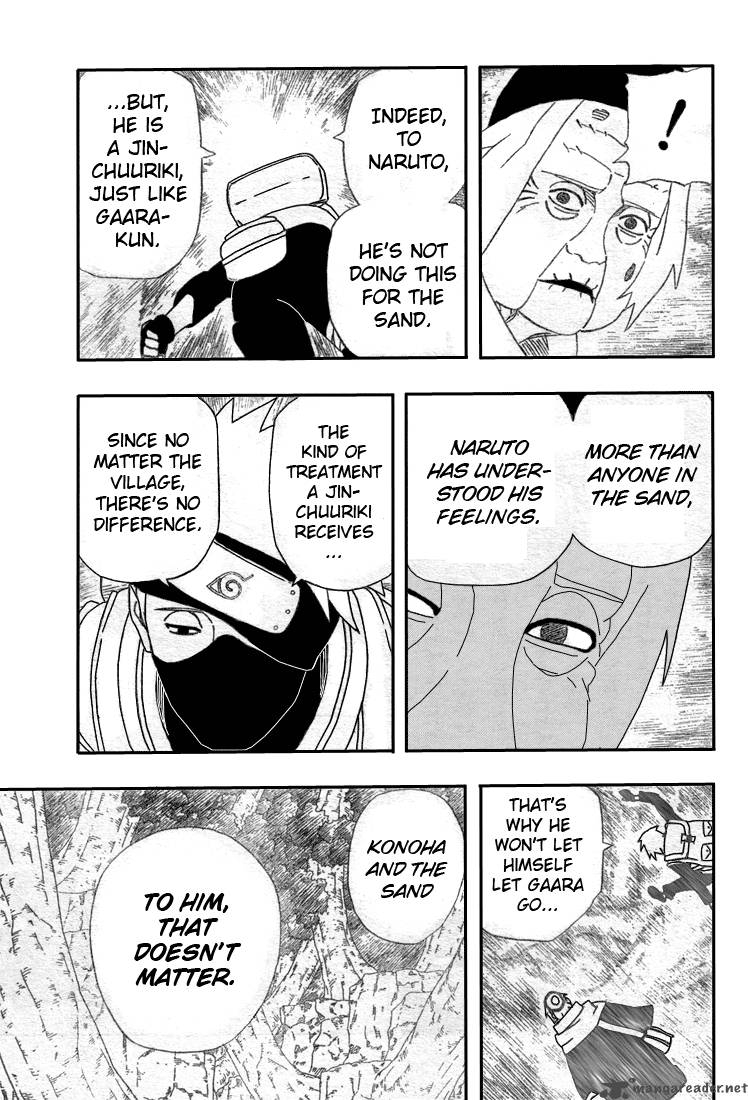 !
INDEED,
TO
NARUTO,
HE'S NOT
DOING THIS
FOR THE
SAND.
...BUT,
HE IS
A JIN-
CHUURIKI,
JUST LIKE
GAARA-
KUN.
MORE THAN
ANYONE IN
THE SAND,
NARUTO
HAS UNDER-
STOOD HIS
FEELINGS.
THE
KIND OF
TREATMENT
A JIN-
CHUURIKI
RECEIVES
...
SINCE NO
MATTER THE
VILLAGE,
THERE'S NO
DIFFERENCE.
THAT'S
WHY HE
WON'T LET
HIMSELF
LET GAARA
GO...
KONOHA
AND THE
SAND
TO HIM,
THAT
DOESN'T
MATTER.
mangareader.net